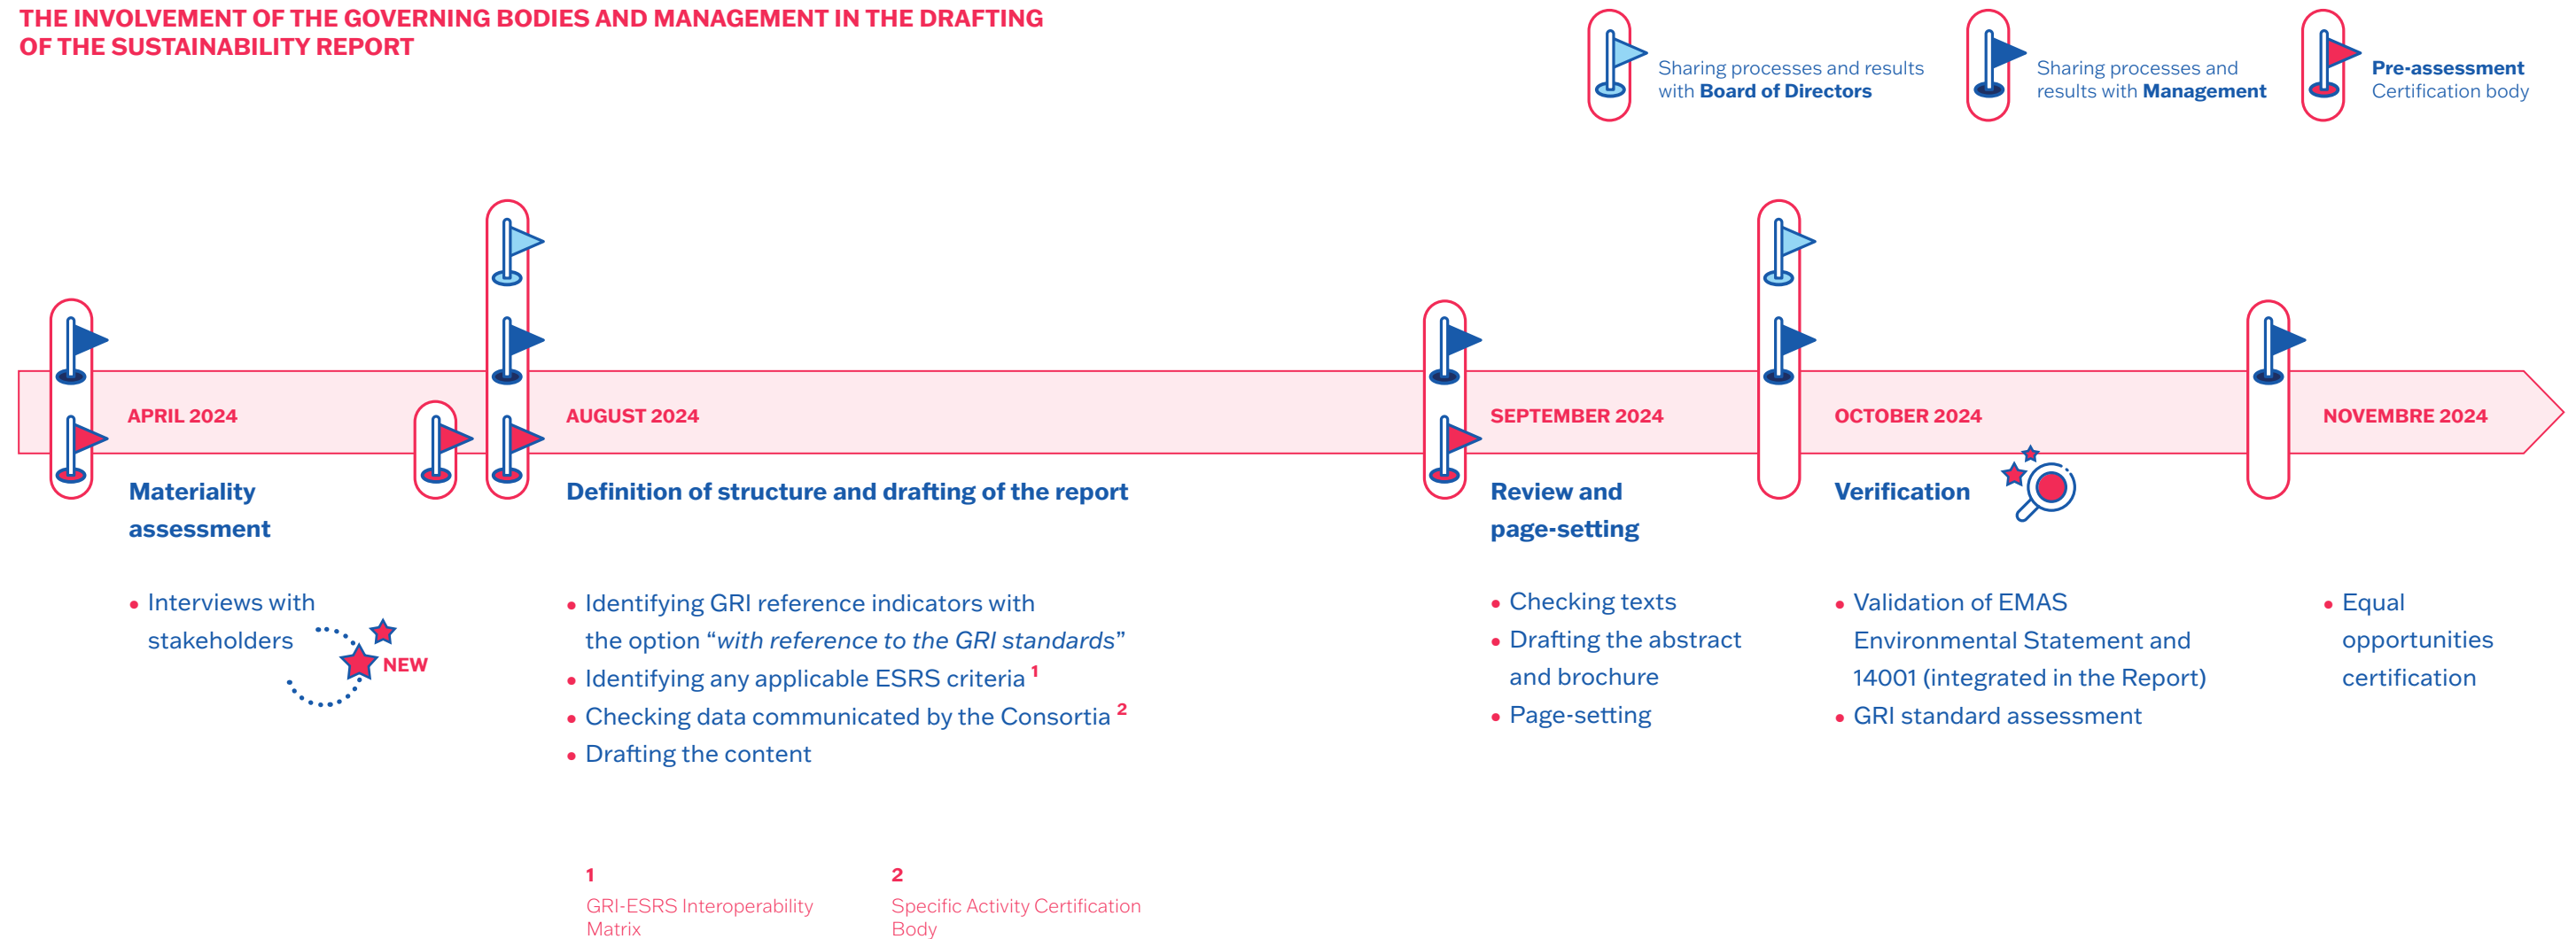 THE INVOLVEMENT OF THE GOVERNING BODIES AND MANAGEMENT IN THE DRAFTING
OF THE SUSTAINABILITY REPORT
Sharing processes and results
with Board of Directors
Sharing processes and
results with Management
Pre-assessment
Certification body
APRIL 2024
Materiality
assessment
• Interviews with
stakeholders
NEW
AUGUST 2024
Definition of structure and drafting of the report
• Identifying GRI reference indicators with
the option “with reference to the GRI standards”
• Identifying any applicable ESRS criteria 1
• Checking data communicated by the Consortia 2
• Drafting the content
SEPTEMBER 2024
Review and
page-setting
• Checking texts
• Drafting the abstract
and brochure
• Page-setting
OCTOBER 2024
Verification
• Validation of EMAS
Environmental Statement and
14001 (integrated in the Report)
• GRI standard assessment
NOVEMBRE 2024
• Equal
opportunities
certification
1
GRI-ESRS Interoperability
Matrix
2
Specific Activity Certification
Body